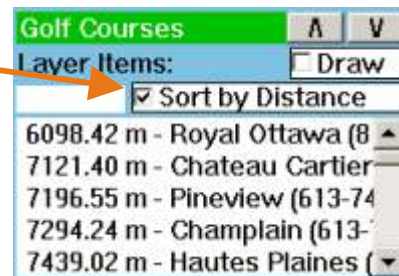 Golf Courses Λ V
Layer Items: Draw
Sort by Distance
6098.42 m - Royal Ottawa (8
7121.40 m - Chateau Cartier
7196.55 m - Pineview (613-74
7294.24 m - Champlain (613-
7439.02 m - Hautes Plaines (